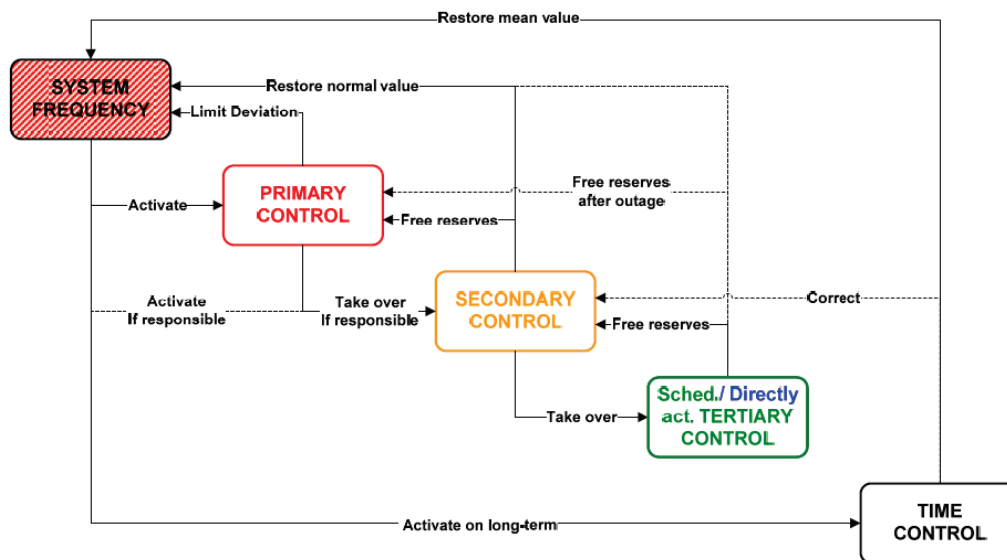 Restore mean value
SYSTEM
FREQUENCY
Restore normal value
Limit Deviation
PRIMARY
CONTROL
Free reserves
after outage
Activate
Free reserves
Activate
If responsible
Take over
If responsible
SECONDARY
CONTROL
Correct
Free reserves
Sched./ Directly
act. TERTIARY
CONTROL
Take over
TIME
CONTROL
Activate on long-term